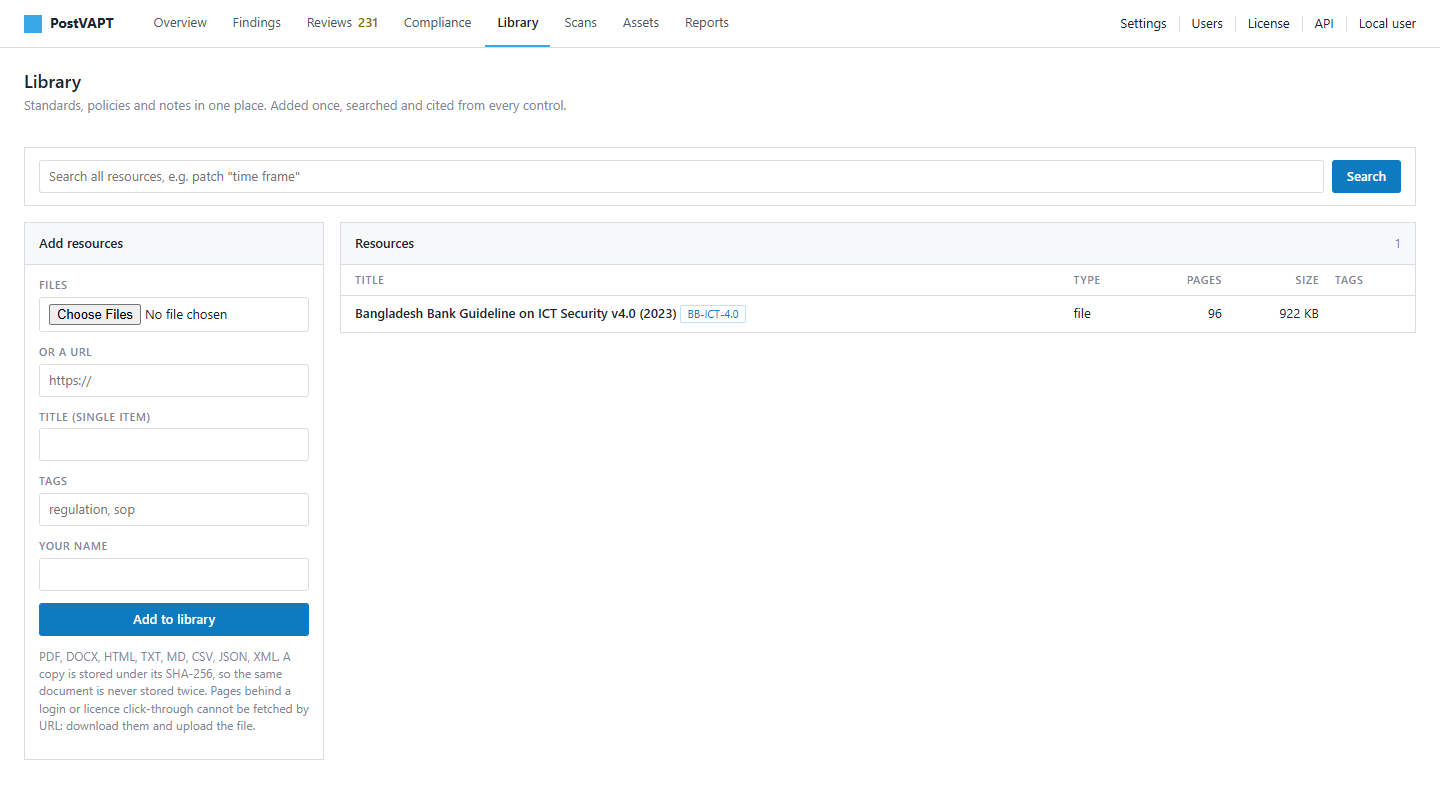 PostVAPT Overview Findings Reviews 231 Compliance Library Scans Assets Reports Settings Users License API Local user
Library
Standards, policies and notes in one place. Added once, searched and cited from every control.
Search all resources, e.g. patch "time frame" Search
Add resources
FILES
Choose Files No file chosen
OR A URL
https://
TITLE (SINGLE ITEM)
TAGS
regulation, sop
YOUR NAME
Add to library
PDF, DOCX, HTML, TXT, MD, CSV, JSON, XML. A
copy is stored under its SHA-256, so the same
document is never stored twice. Pages behind a
login or licence click-through cannot be fetched by
URL: download them and upload the file.
Resources 1
TITLE TYPE PAGES SIZE TAGS
Bangladesh Bank Guideline on ICT Security v4.0 (2023) BB-ICT-4.0 file 96 922 KB